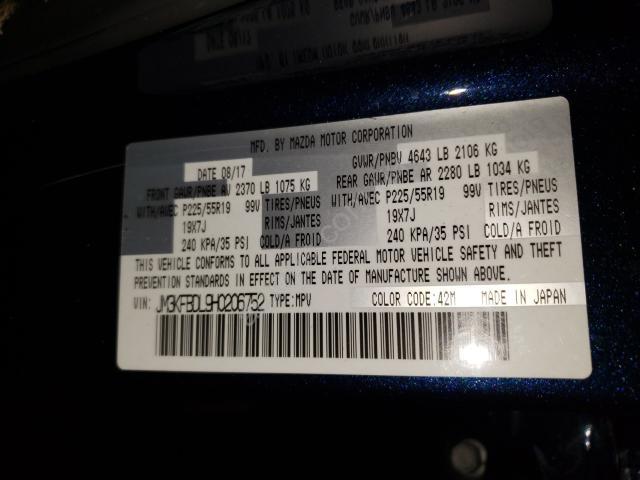 MFD. BY MAZDA MOTOR CORPORATION
DATE 08/17 GVWR/PNBV 4643 LB 2106 KG
FRONT GAWR/PNBE AV 2370 LB 1075 KG REAR GAWR/PNBE AR 2280 LB 1034 KG
WITH/AVEC P225/55R19 99V TIRES/PNEUS WITH/AVEC P225/55R19 99V TIRES/PNEUS
19X7J RIMS/JANTES 19X7J RIMS/JANTES
240 KPA/35 PSI COLD/A FROID 240 KPA/35 PSI COLD/A FROID
THIS VEHICLE CONFORMS TO ALL APPLICABLE FEDERAL MOTOR VEHICLE SAFETY AND THEFT
PREVENTION STANDARDS IN EFFECT ON THE DATE OF MANUFACTURE SHOWN ABOVE.
VIN: JM3KFBDL9H0206752 TYPE: MPV COLOR CODE: 42M MADE IN JAPAN